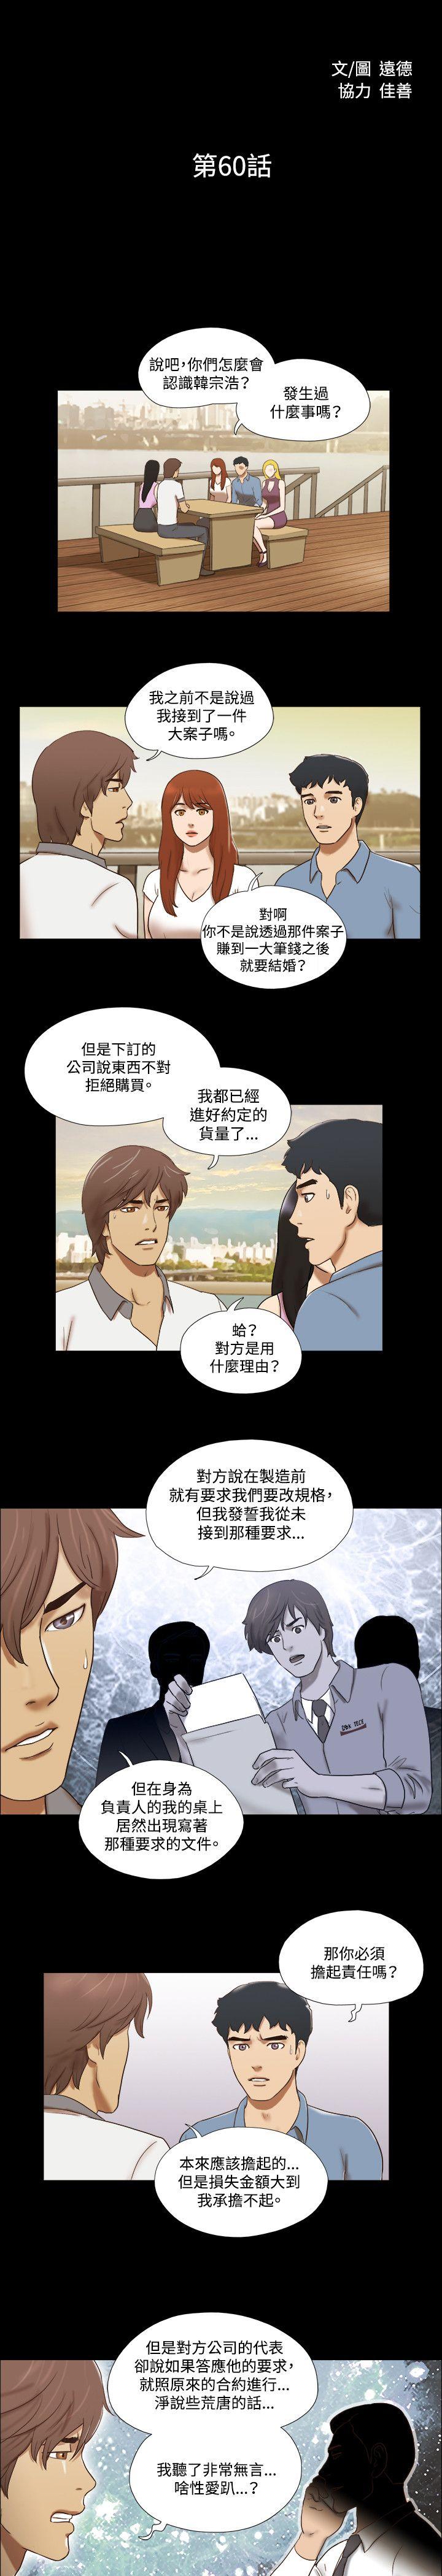 文/圖 遠德
協力 佳善
第60話
說吧,你們怎麼會
認識韓宗浩？
發生過
什麼事嗎？
我之前不是說過
我接到了一件
大案子嗎。
對啊
你不是說透過那件案子
賺到一大筆錢之後
就要結婚？
但是下訂的
公司說東西不對
拒絕購買。
我都已經
進好約定的
貨量了...
蛤？
對方是用
什麼理由？
對方說在製造前
就有要求我們要改規格,
但我發誓我從未
接到那種要求...
D&K TECH
但在身為
負責人的我的桌上
居然出現寫著
那種要求的文件。
那你必須
擔起責任嗎？
本來應該擔起的...
但是損失金額大到
我承擔不起。
但是對方公司的代表
卻說如果答應他的要求,
就照原來的合約進行...
淨說些荒唐的話...
我聽了非常無言...
啥性愛趴...？